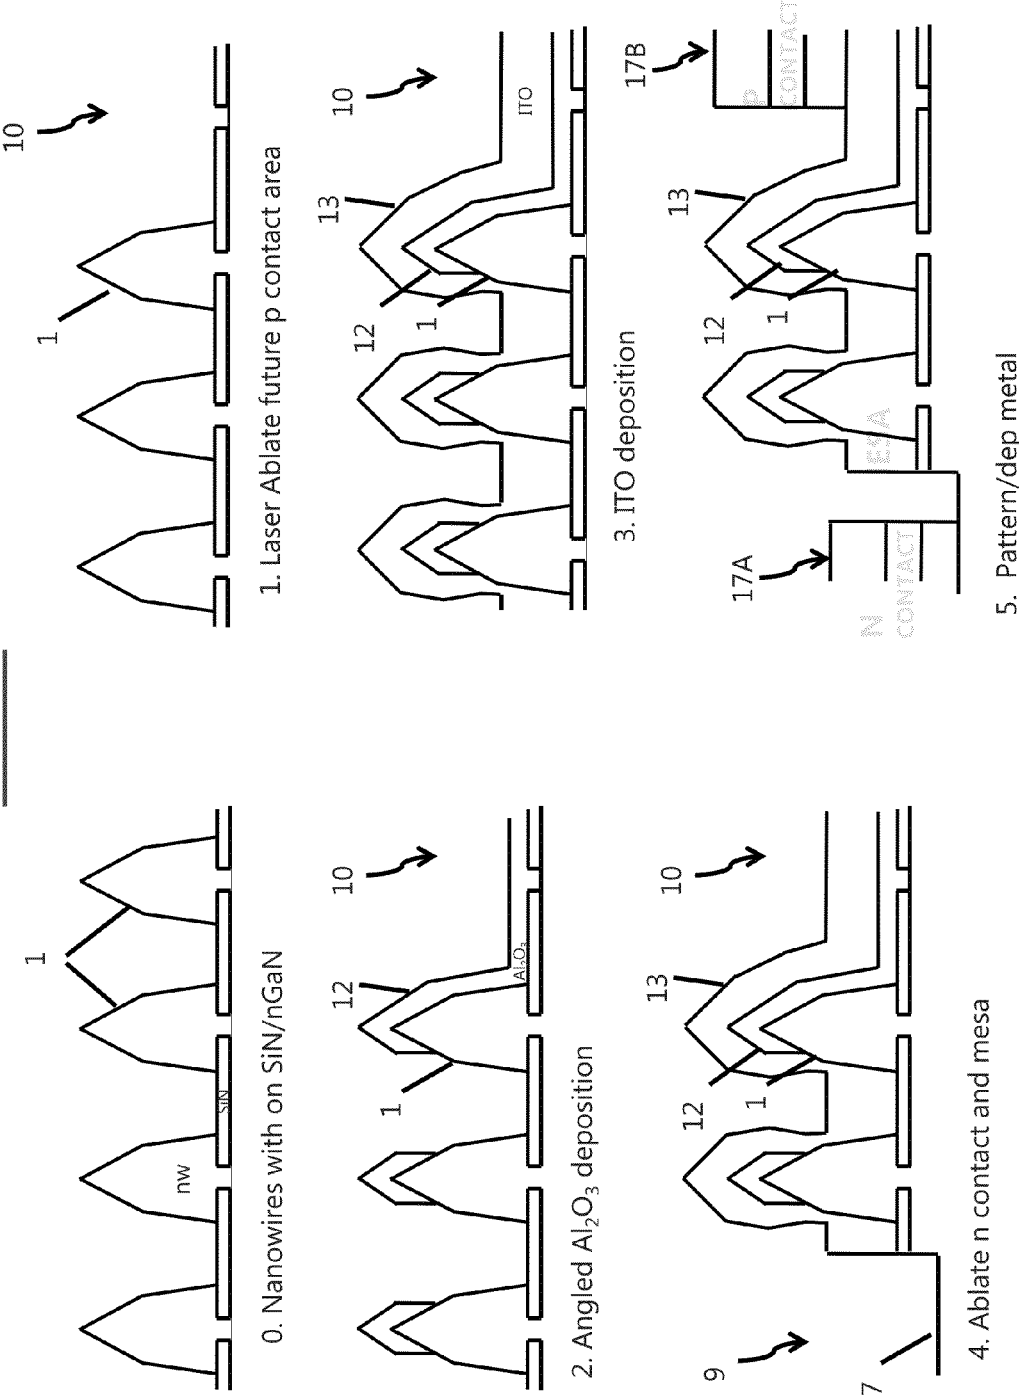 1
nw
SiN
0. Nanowires with on SiN/nGaN
10
1
1. Laser Ablate future p contact area
10
12
1
Al₂O₃
2. Angled Al₂O₃ deposition
10
13
12
1
ITO
3. ITO deposition
10
13
12
1
9
7
4. Ablate n contact and mesa
17B
P
CONTACT
13
12
1
17A
ESA
N
CONTACT
5. Pattern/dep metal